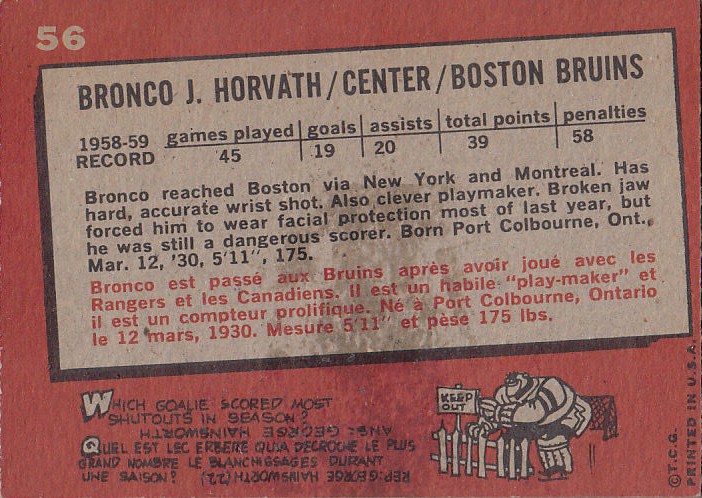 56
BRONCO J. HORVATH/CENTER/BOSTON BRUINS
1958-59 RECORD games played goals assists total points penalties
45 19 20 39 58
Bronco reached Boston via New York and Montreal. Has
hard, accurate wrist shot. Also clever playmaker. Broken jaw
forced him to wear facial protection most of last year, but
he was still a dangerous scorer. Born Port Colbourne, Ont.,
Mar. 12, '30, 5'11", 175.
Bronco est passé aux Bruins après avoir joué avec les
Rangers et les Canadiens. Il est un habile "play-maker" et
il est un compteur prolifique. Né à Port Colbourne, Ontario
le 12 mars, 1930. Mesure 5'11" et pèse 175 lbs.
WHICH GOALIE SCORED MOST
SHUTOUTS IN SEASON?
ANS: GEORGE HAINSWORTH
QUEL EST LEC ERBERE QUIA DECROCHE LE PLUS
GRAND NOMBRE LE BLANCHISSAGES DURANT
UNE SAISON?
REP: GEORGE HAINSWORTH (22)
KEEP OUT
©T.C.G. PRINTED IN U.S.A.